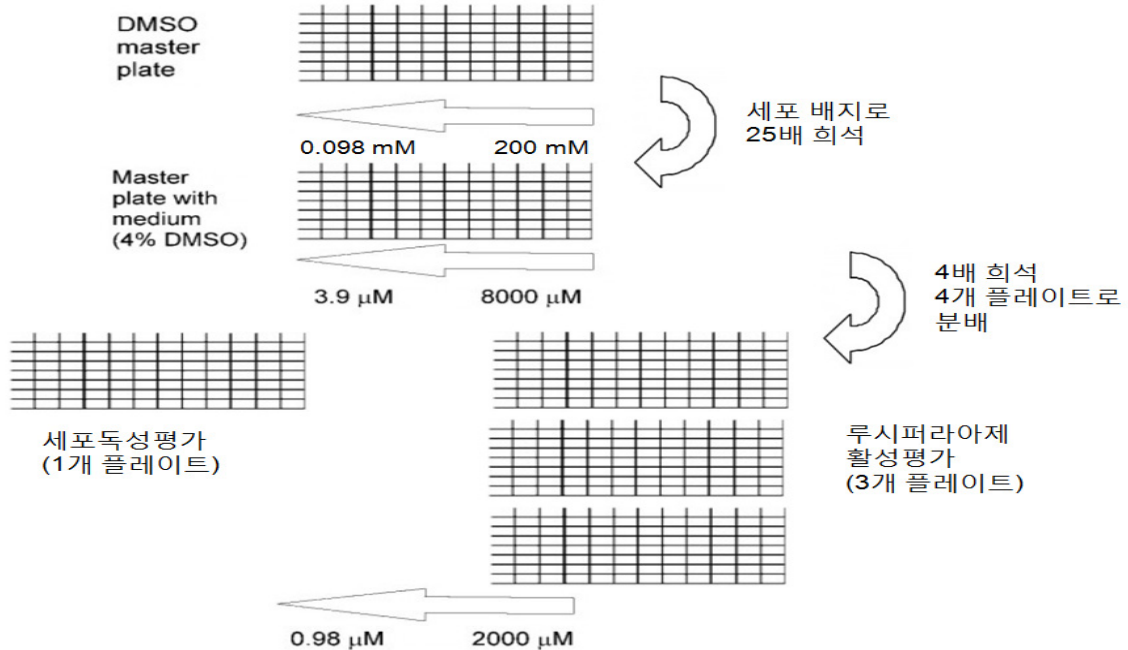 DMSO
master
plate
0.098 mM
200 mM
세포 배지로
25배 희석
Master
plate with
medium
(4% DMSO)
3.9 μM
8000 μM
4배 희석
4개 플레이트로
분배
세포독성평가
(1개 플레이트)
루시퍼라아제
활성평가
(3개 플레이트)
0.98 μM
2000 μM